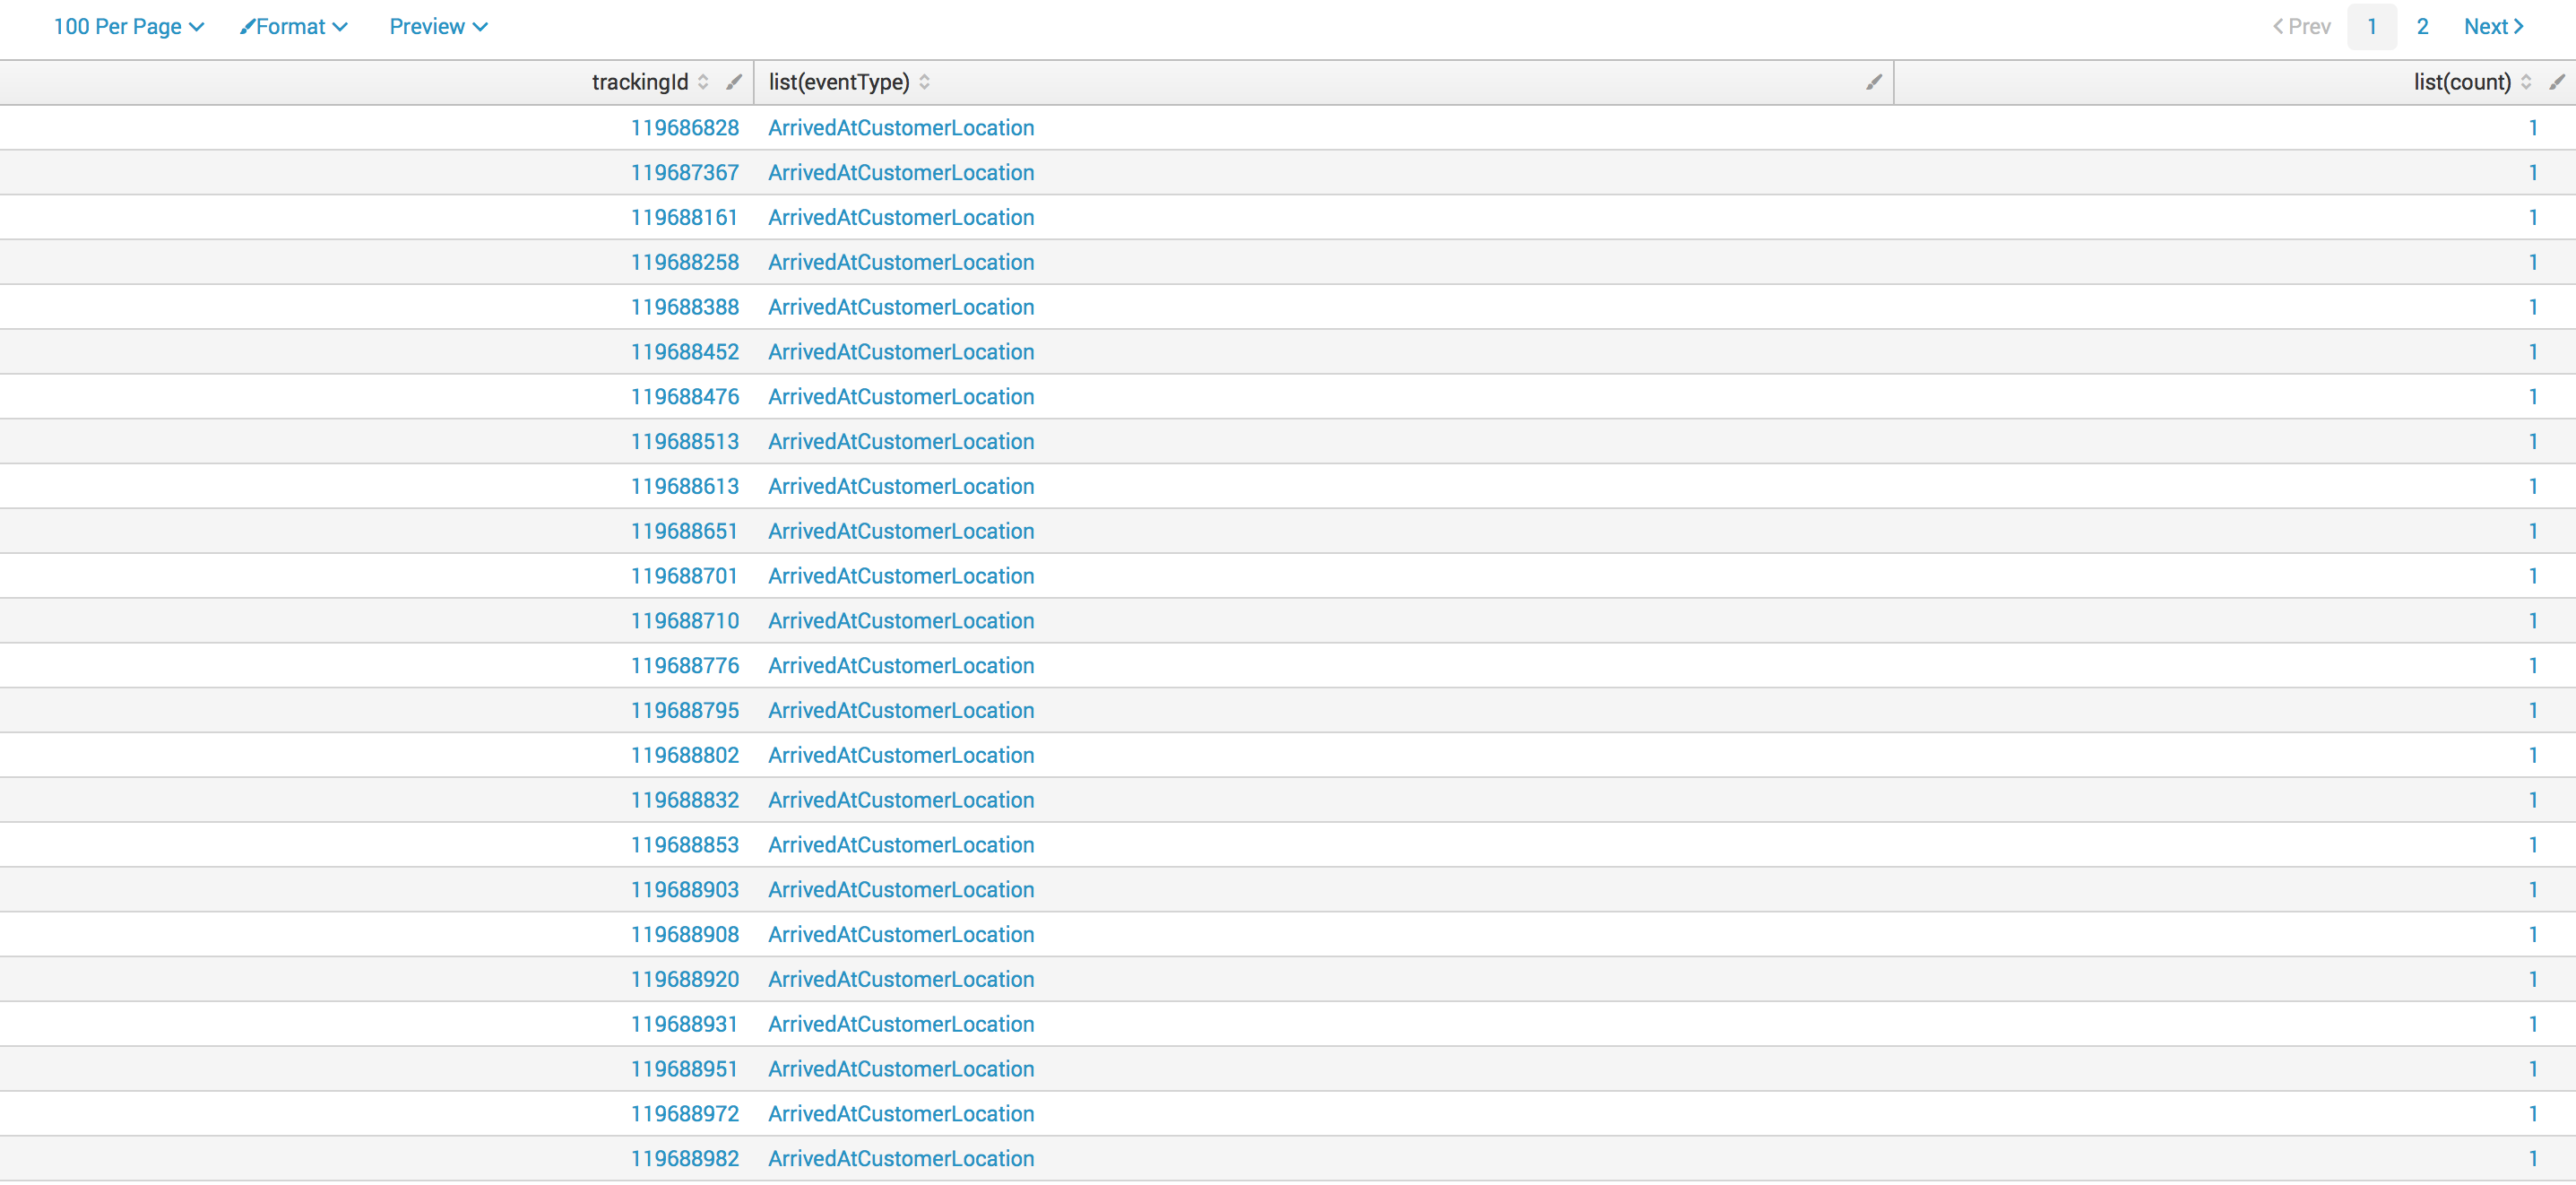 100 Per Page Format Preview Prev 1 2 Next
trackingId list(eventType) list(count)
119686828 ArrivedAtCustomerLocation 1
119687367 ArrivedAtCustomerLocation 1
119688161 ArrivedAtCustomerLocation 1
119688258 ArrivedAtCustomerLocation 1
119688388 ArrivedAtCustomerLocation 1
119688452 ArrivedAtCustomerLocation 1
119688476 ArrivedAtCustomerLocation 1
119688513 ArrivedAtCustomerLocation 1
119688613 ArrivedAtCustomerLocation 1
119688651 ArrivedAtCustomerLocation 1
119688701 ArrivedAtCustomerLocation 1
119688710 ArrivedAtCustomerLocation 1
119688776 ArrivedAtCustomerLocation 1
119688795 ArrivedAtCustomerLocation 1
119688802 ArrivedAtCustomerLocation 1
119688832 ArrivedAtCustomerLocation 1
119688853 ArrivedAtCustomerLocation 1
119688903 ArrivedAtCustomerLocation 1
119688908 ArrivedAtCustomerLocation 1
119688920 ArrivedAtCustomerLocation 1
119688931 ArrivedAtCustomerLocation 1
119688951 ArrivedAtCustomerLocation 1
119688972 ArrivedAtCustomerLocation 1
119688982 ArrivedAtCustomerLocation 1